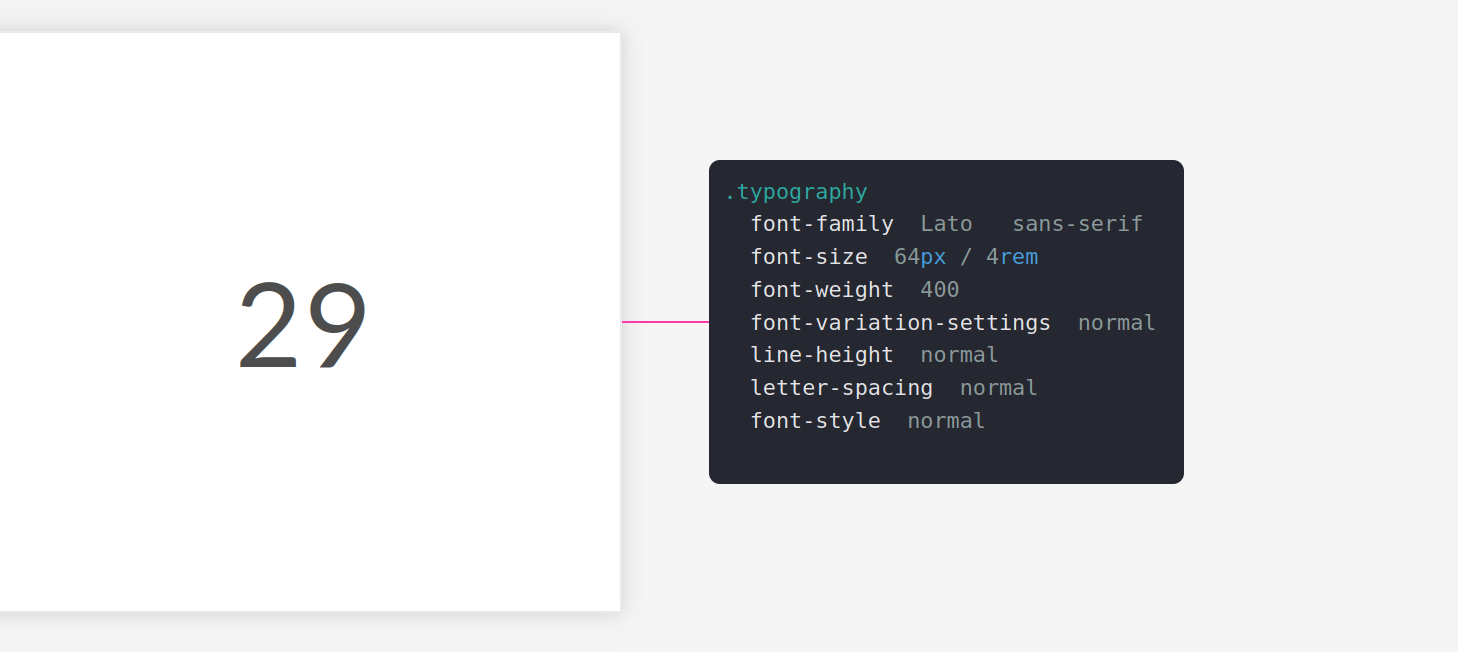 29
.typography
font-family  Lato   sans-serif
font-size  64px / 4rem
font-weight  400
font-variation-settings  normal
line-height  normal
letter-spacing  normal
font-style  normal